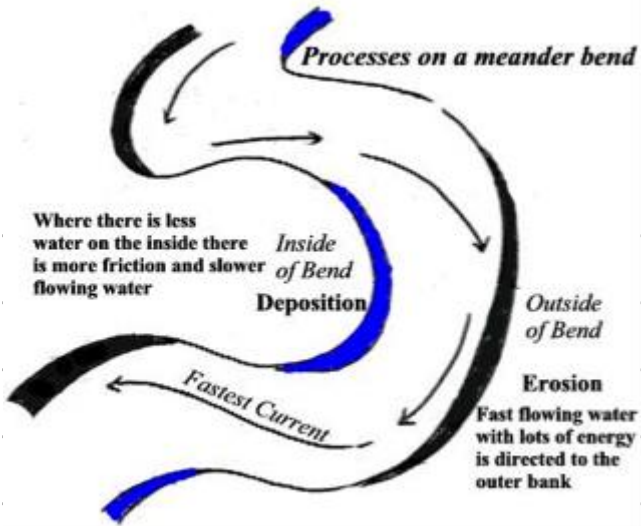 Processes on a meander bend
Where there is less
water on the inside there
is more friction and slower
flowing water
Inside
of Bend
Deposition
Outside
of Bend
Erosion
Fast flowing water
with lots of energy
is directed to the
outer bank
Fastest Current